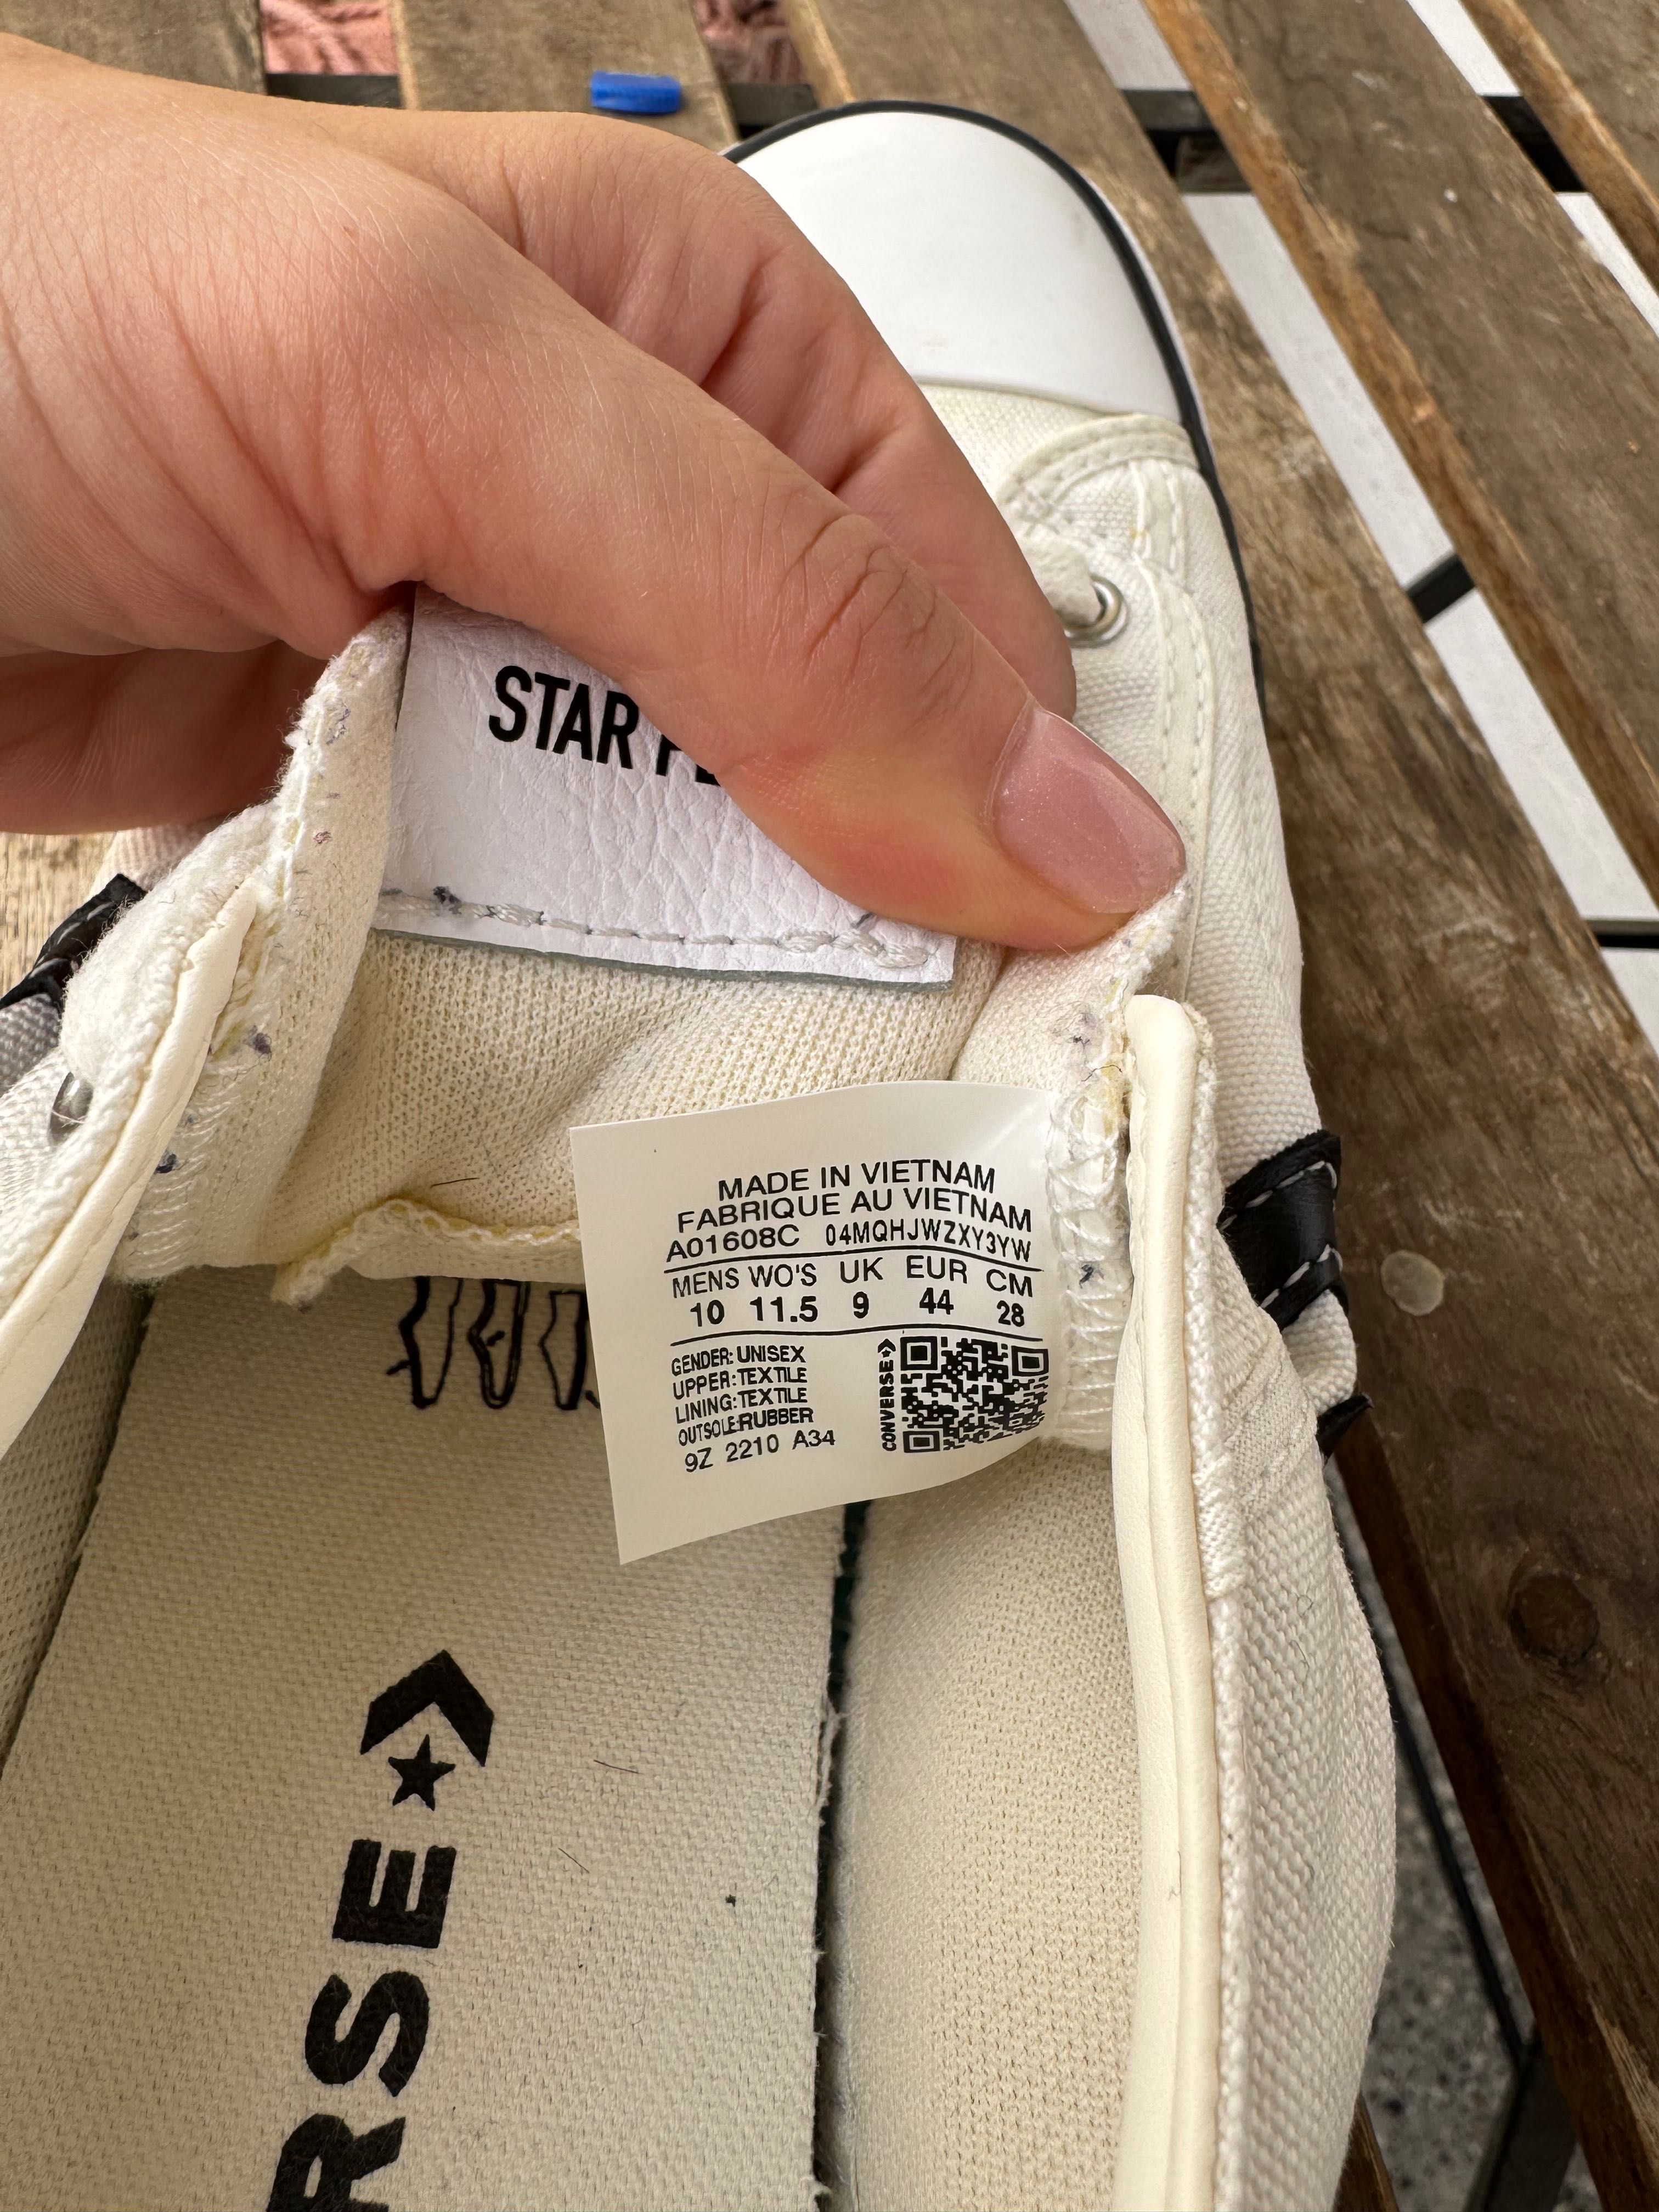 STAR
MADE IN VIETNAM
FABRIQUE AU VIETNAM
A01608C 04MQHJWZXY3YW
MENS WO'S UK EUR CM
10 11.5 9 44 28
GENDER: UNISEX
UPPER: TEXTILE
LINING: TEXTILE
OUTSOLE: RUBBER
9Z 2210 A34
CONVERSE
RSE